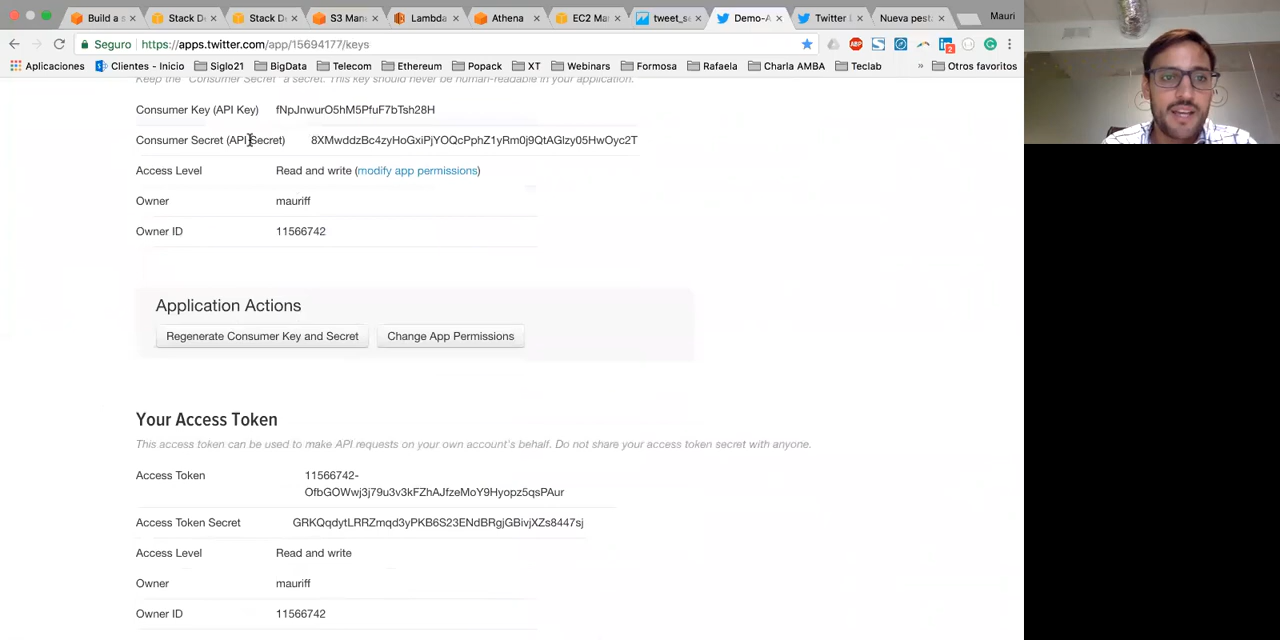 Build a s
Stack De
Stack De
S3 Man
Lambda
Athena
EC2 Ma
tweet_se
Demo-A
Twitter
Nueva pest
Mauri
Seguro
https://apps.twitter.com/app/15694177/keys
2
Aplicaciones
Clientes - Inicio
Siglo21
BigData
Telecom
Ethereum
Popack
XT
Webinars
Formosa
Rafaela
Charla AMBA
Teclab
»
Otros favoritos
Keep the "Consumer Secret" a secret. This key should never be human-readable in your application.
Consumer Key (API Key)
Consumer Secret (API Secret)
Access Level Read and write (modify app permissions)
Owner mauriff
Owner ID 11566742
Application Actions
Regenerate Consumer Key and Secret
Change App Permissions
Your Access Token
This access token can be used to make API requests on your own account's behalf. Do not share your access token secret with anyone.
Access Token 11566742-
Access Token Secret
Access Level Read and write
Owner mauriff
Owner ID 11566742